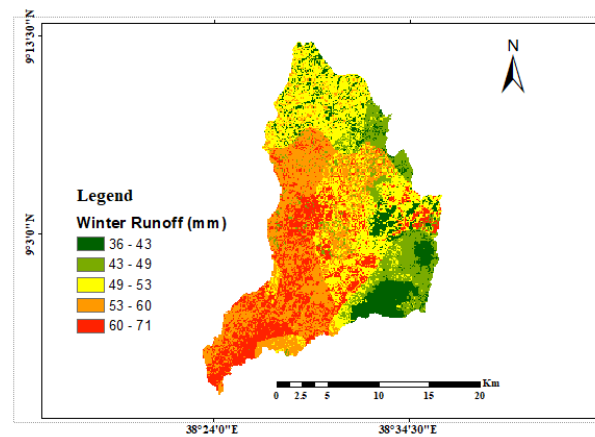 9°13'30"N
N
9°3'0"N
Legend
Winter Runoff (mm)
36 - 43
43 - 49
49 - 53
53 - 60
60 - 71
Km
0 2.5 5 10 15 20
38°24'0"E
38°34'30"E